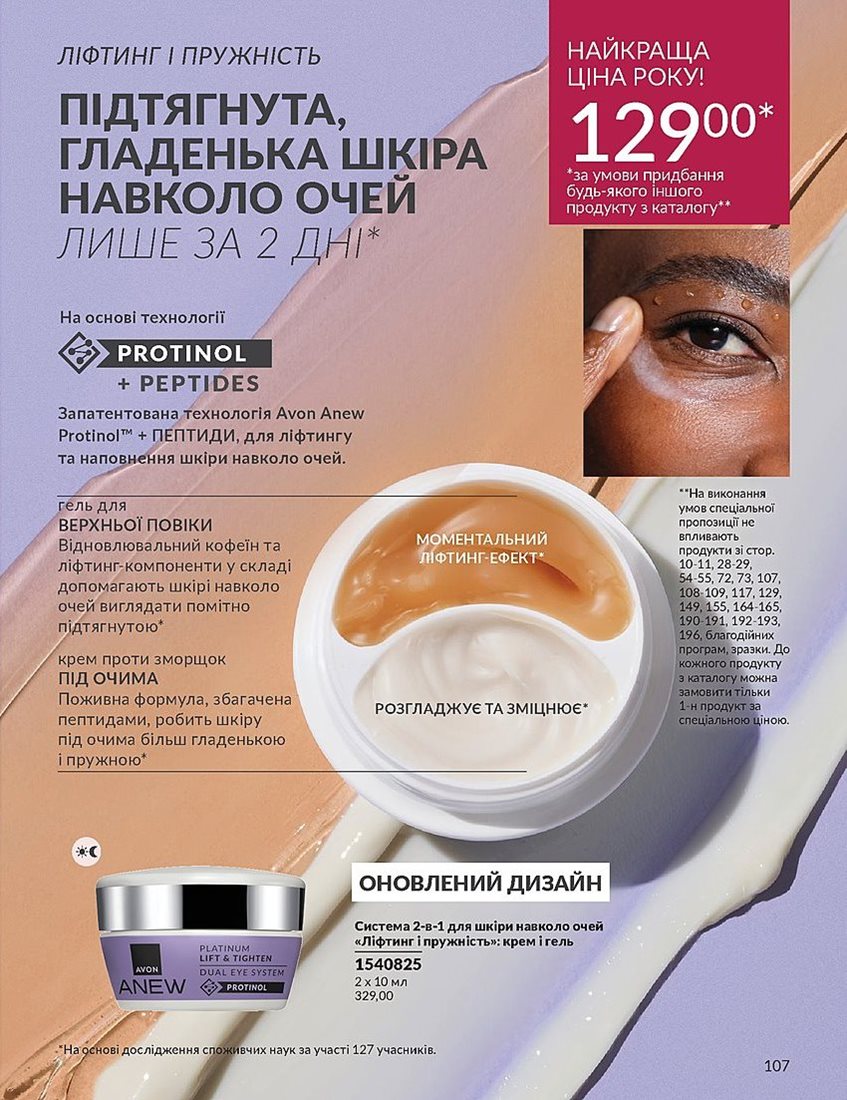 ЛІФТИНГ І ПРУЖНІСТЬ
ПІДТЯГНУТА,
ГЛАДЕНЬКА ШКІРА
НАВКОЛО ОЧЕЙ
ЛИШЕ ЗА 2 ДНІ*
НАЙКРАЩА
ЦІНА РОКУ!
129⁰⁰*
*за умови придбання
будь-якого іншого
продукту з каталогу**
На основі технології
PROTINOL
+ PEPTIDES
Запатентована технологія Avon Anew
Protinol™ + ПЕПТИДИ, для ліфтингу
та наповнення шкіри навколо очей.
гель для
ВЕРХНЬОЇ ПОВІКИ
Відновлювальний кофеїн та
ліфтинг-компоненти у складі
допомагають шкірі навколо
очей виглядати помітно
підтягнутою*
крем проти зморщок
ПІД ОЧИМА
Поживна формула, збагачена
пептидами, робить шкіру
під очима більш гладенькою
і пружною*
МОМЕНТАЛЬНИЙ
ЛІФТИНГ-ЕФЕКТ*
РОЗГЛАДЖУЄ ТА ЗМІЦНЮЄ*
**На виконання
умов спеціальної
пропозиції не
впливають
продукти зі стор.
10-11, 28-29,
54-55, 72, 73, 107,
108-109, 117, 129,
149, 155, 164-165,
190-191, 192-193,
196, благодійних
програм, зразки. До
кожного продукту
з каталогу можна
замовити тільки
1-н продукт за
спеціальною ціною.
PLATINUM
LIFT & TIGHTEN
DUAL EYE SYSTEM
AVON
ANEW
PROTINOL
ОНОВЛЕНИЙ ДИЗАЙН
Система 2-в-1 для шкіри навколо очей
«Ліфтинг і пружність»: крем і гель
1540825
2 х 10 мл
329,00
*На основі дослідження споживчих наук за участі 127 учасників.
107